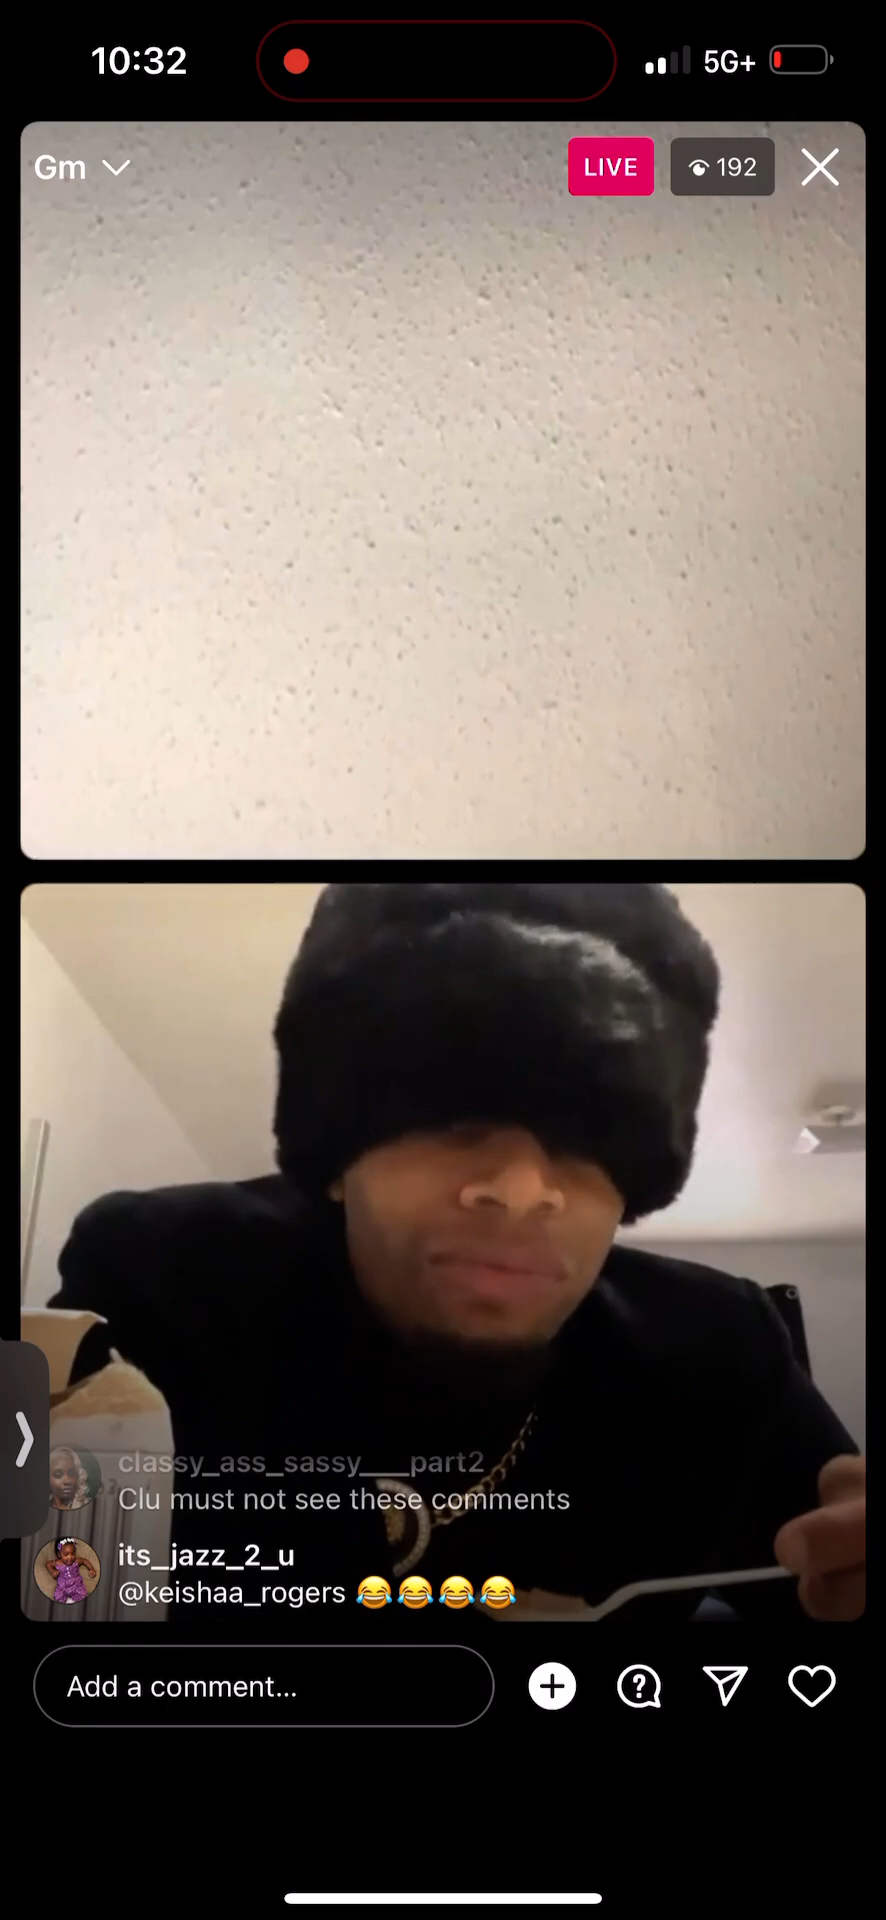 10:32
5G+
Gm
LIVE
192
classy_ass_sassy___part2
Clu must not see these comments
its_jazz_2_u
@keishaa_rogers 😂😂😂😂
Add a comment...